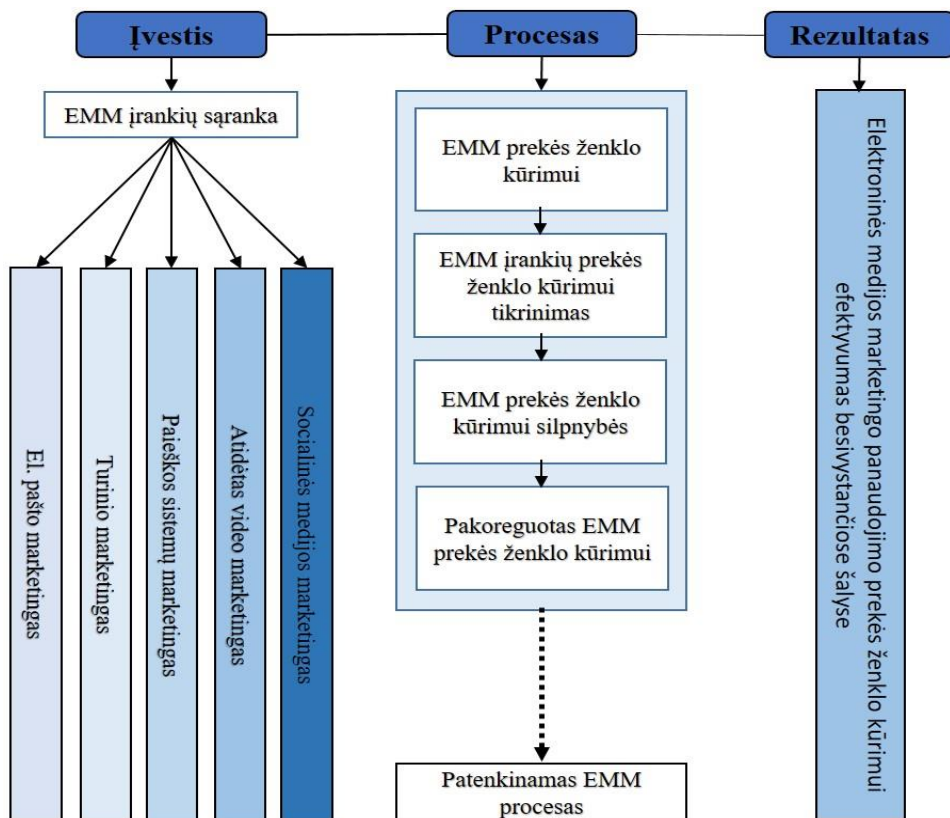 Įvestis
Procesas
Rezultatas
EMM įrankių sąranka
El. pašto marketingas
Turinio marketingas
Paieškos sistemų marketingas
Atidėtas video marketingas
Socialinės medijos marketingas
EMM prekės ženklo
kūrimui
EMM įrankių prekės
ženklo kūrimui
tikrinimas
EMM prekės ženklo
kūrimui silpnybės
Pakoreguotas EMM
prekės ženklo kūrimui
Patenkinamas EMM
procesas
Elektroninės medijos marketingo panaudojimo prekės ženklo kūrimui
efektyvumas besivystančiose šalyse